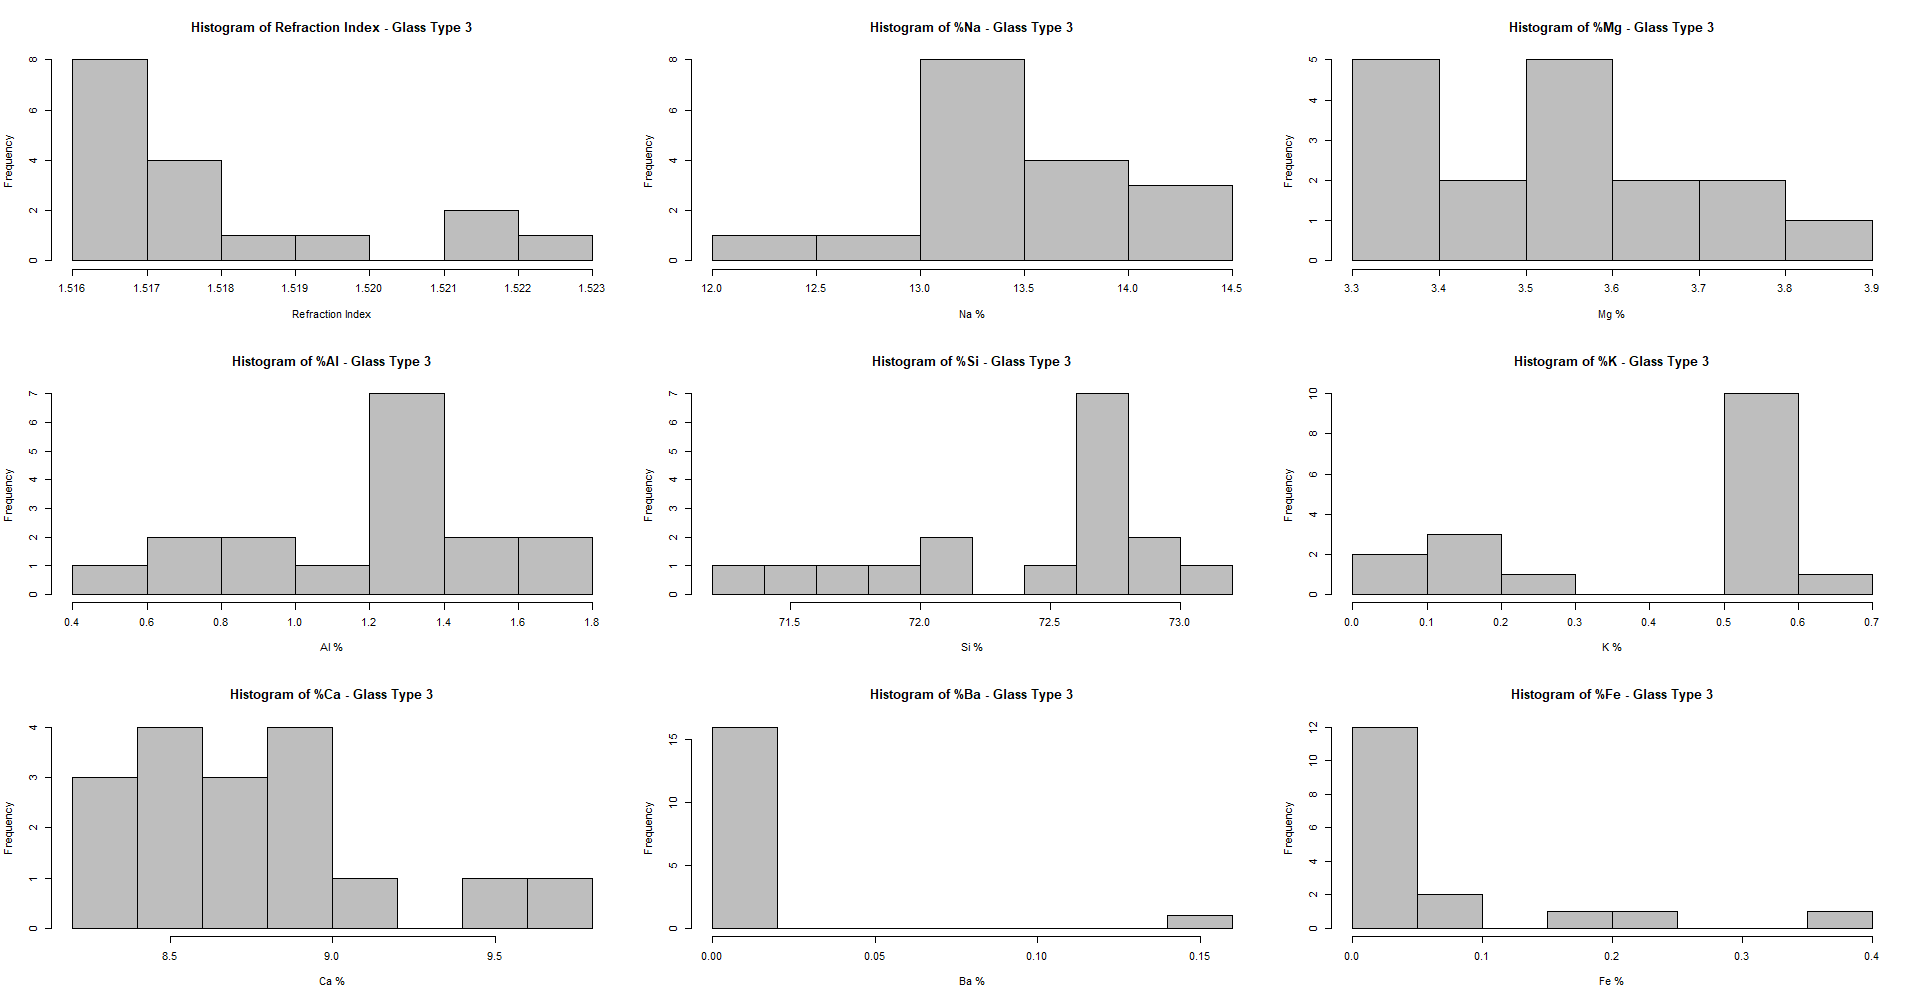 Histogram of Refraction Index - Glass Type 3
Frequency
0 2 4 6 8
1.516 1.517 1.518 1.519 1.520 1.521 1.522 1.523
Refraction Index
Histogram of %Na - Glass Type 3
Frequency
0 2 4 6 8
12.0 12.5 13.0 13.5 14.0 14.5
Na %
Histogram of %Mg - Glass Type 3
Frequency
0 1 2 3 4 5
3.3 3.4 3.5 3.6 3.7 3.8 3.9
Mg %
Histogram of %Al - Glass Type 3
Frequency
0 1 2 3 4 5 6 7
0.4 0.6 0.8 1.0 1.2 1.4 1.6 1.8
Al %
Histogram of %Si - Glass Type 3
Frequency
0 1 2 3 4 5 6 7
71.5 72.0 72.5 73.0
Si %
Histogram of %K - Glass Type 3
Frequency
0 2 4 6 8 10
0.0 0.1 0.2 0.3 0.4 0.5 0.6 0.7
K %
Histogram of %Ca - Glass Type 3
Frequency
0 1 2 3 4
8.5 9.0 9.5
Ca %
Histogram of %Ba - Glass Type 3
Frequency
0 5 10 15
0.00 0.05 0.10 0.15
Ba %
Histogram of %Fe - Glass Type 3
Frequency
0 2 4 6 8 10 12
0.0 0.1 0.2 0.3 0.4
Fe %